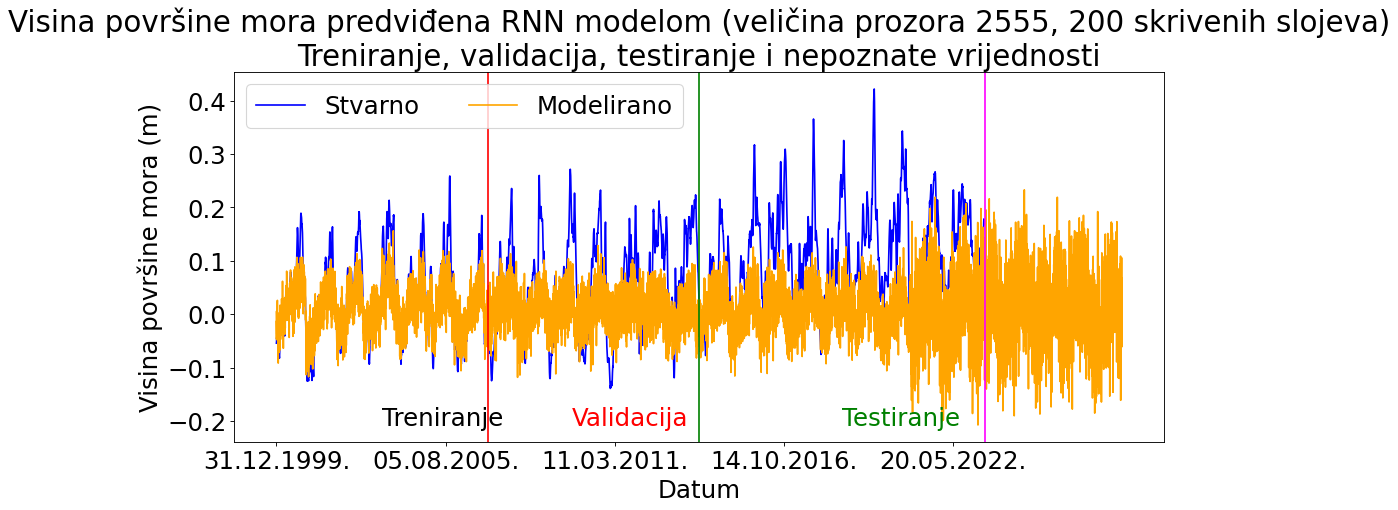 Visina površine mora predviđena RNN modelom (veličina prozora 2555, 200 skrivenih slojeva)
Treniranje, validacija, testiranje i nepoznate vrijednosti
Stvarno Modelirano
Visina površine mora (m)
0.4
0.3
0.2
0.1
0.0
−0.1
−0.2
Treniranje Validacija Testiranje
31.12.1999. 05.08.2005. 11.03.2011. 14.10.2016. 20.05.2022.
Datum